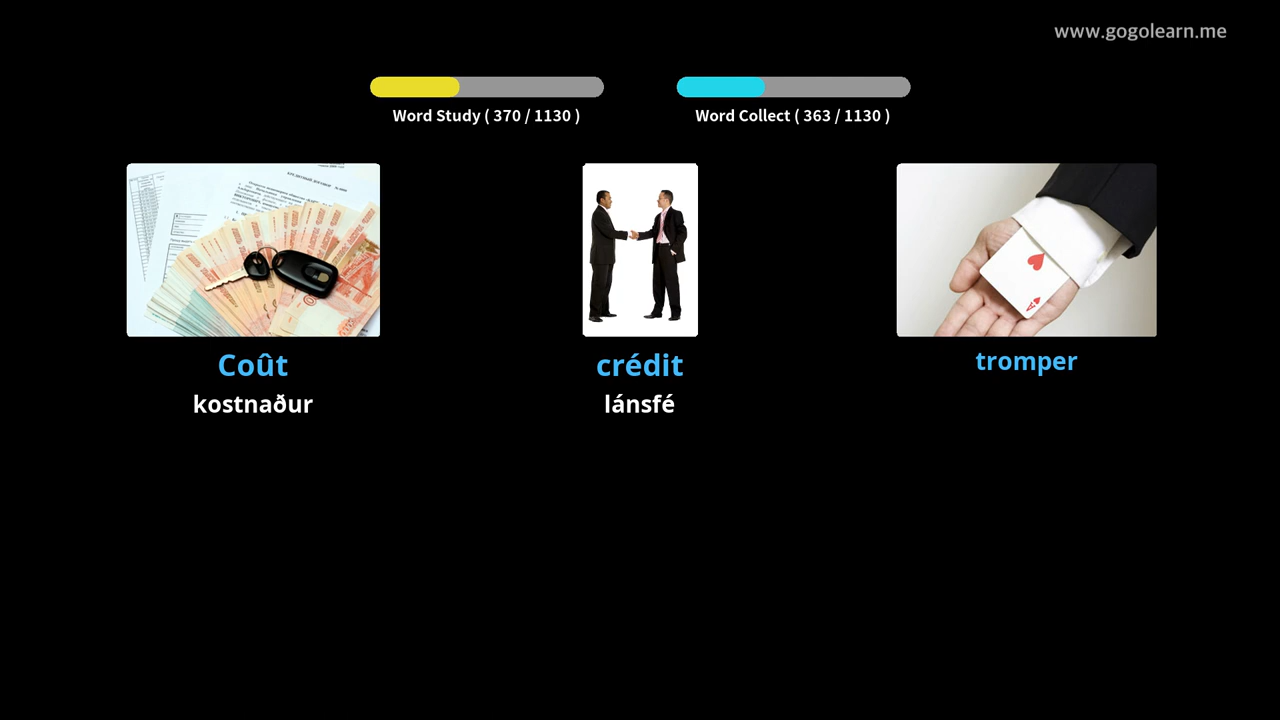 www.gogolearn.me
Word Study ( 370 / 1130 )
Word Collect ( 363 / 1130 )
Coût
kostnaður
crédit
lánsfé
tromper